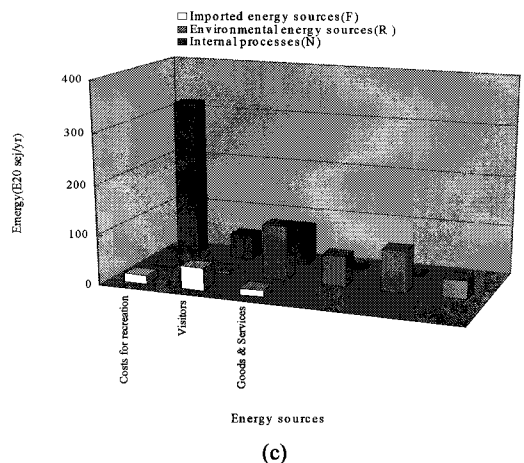 Imported energy sources(F)
Environmental energy sources(R )
Internal processes(N)
Emergy(E20 sej/yr)
400
300
200
100
0
Costs for recreation
Visitors
Goods & Services
Energy sources
(c)